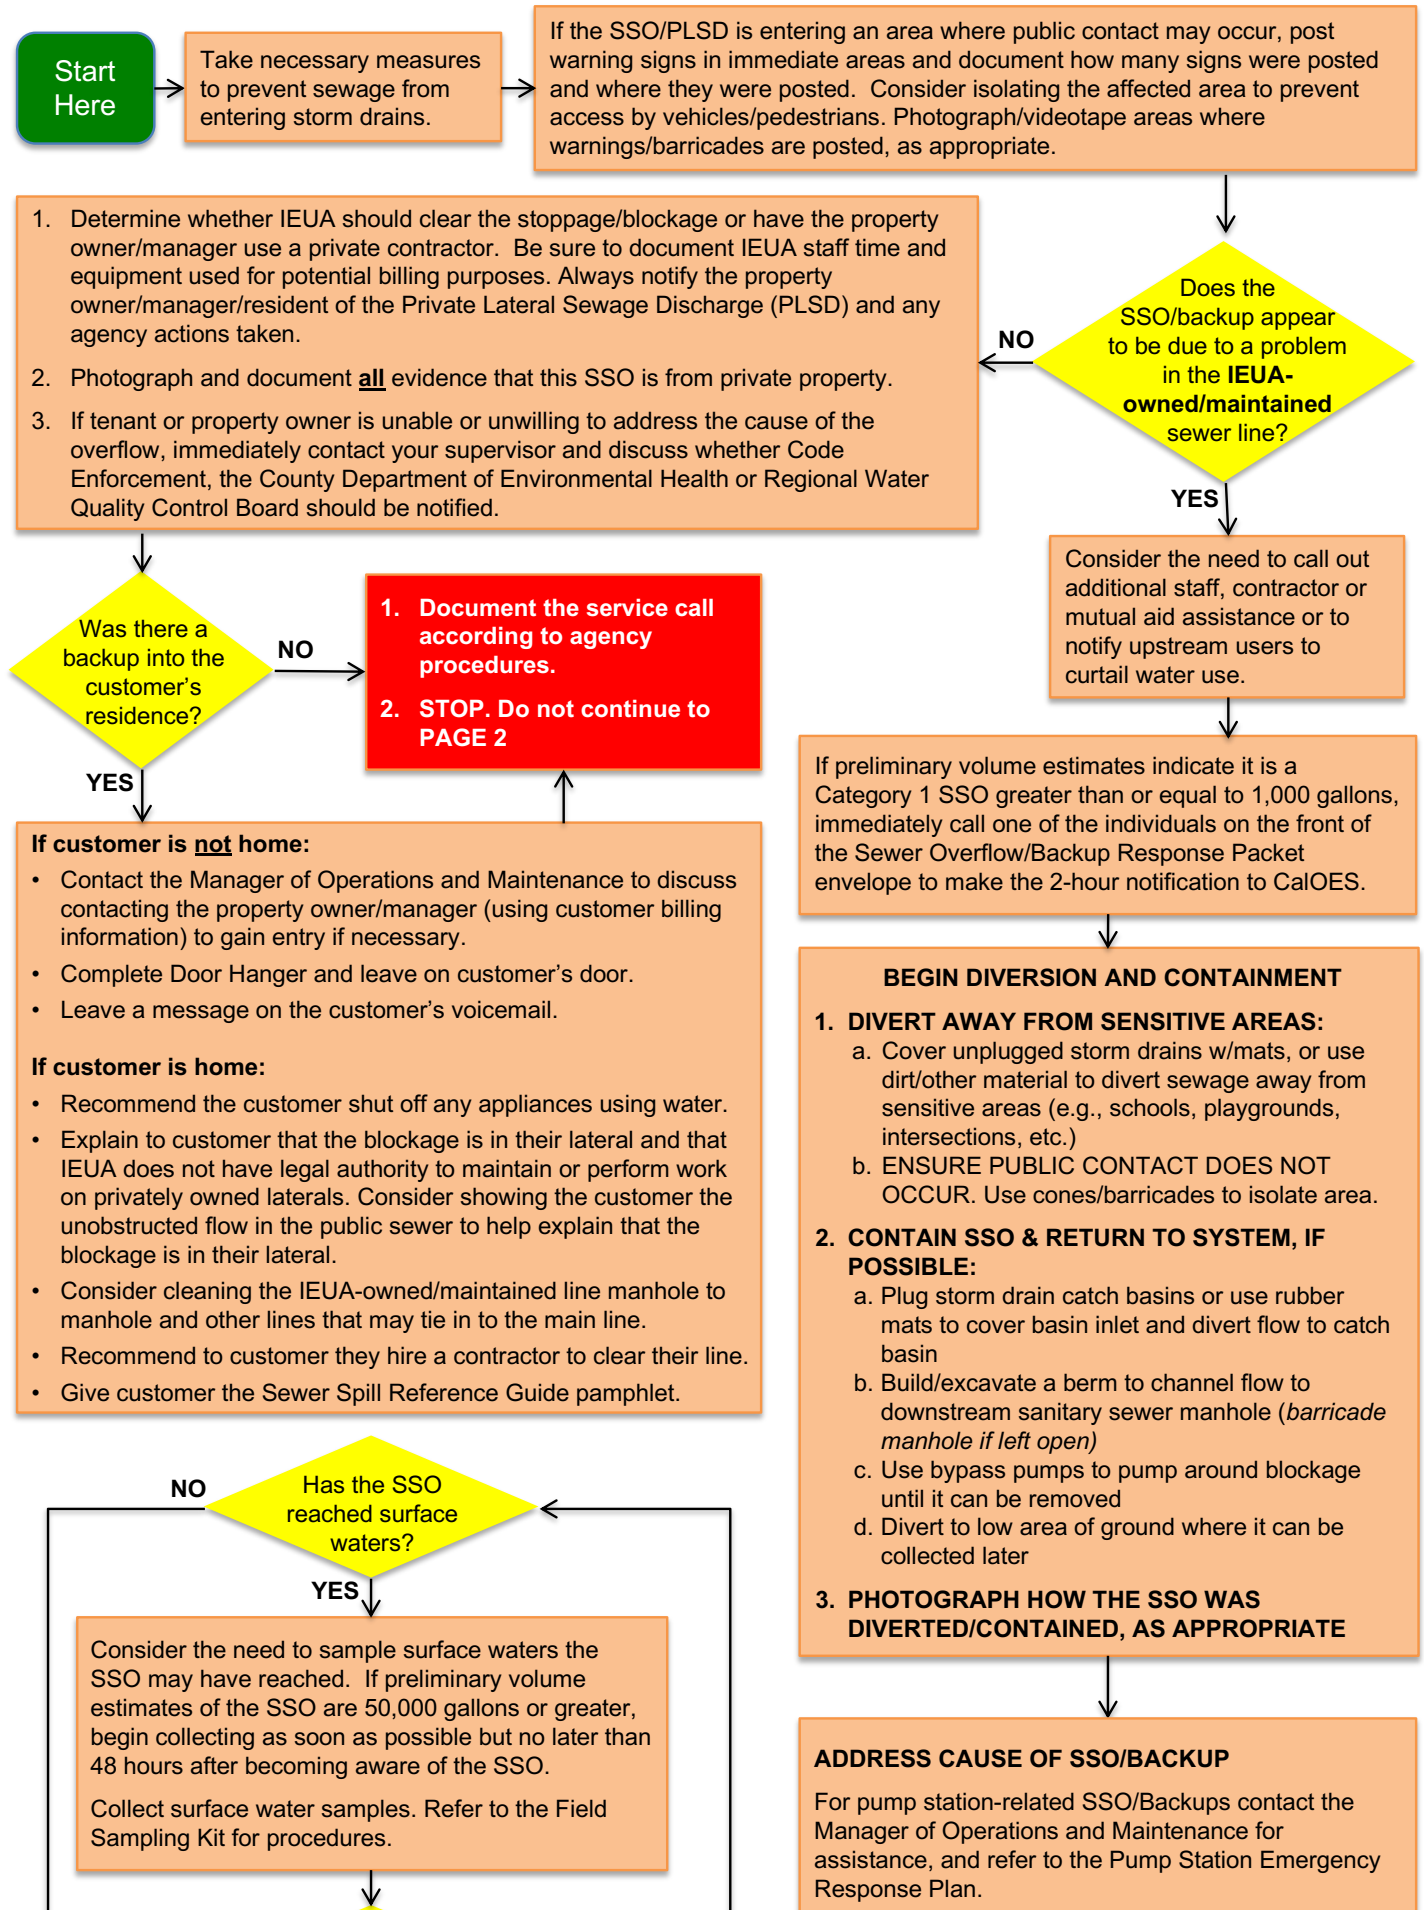 Start
Here
Take necessary measures
to prevent sewage from
entering storm drains.
If the SSO/PLSD is entering an area where public contact may occur, post
warning signs in immediate areas and document how many signs were posted
and where they were posted.  Consider isolating the affected area to prevent
access by vehicles/pedestrians. Photograph/videotape areas where
warnings/barricades are posted, as appropriate.
Does the
SSO/backup appear
to be due to a problem
in the IEUA-
owned/maintained
sewer line?
NO
1. Determine whether IEUA should clear the stoppage/blockage or have the property
owner/manager use a private contractor.  Be sure to document IEUA staff time and
equipment used for potential billing purposes. Always notify the property
owner/manager/resident of the Private Lateral Sewage Discharge (PLSD) and any
agency actions taken.
2. Photograph and document all evidence that this SSO is from private property.
3. If tenant or property owner is unable or unwilling to address the cause of the
overflow, immediately contact your supervisor and discuss whether Code
Enforcement, the County Department of Environmental Health or Regional Water
Quality Control Board should be notified.
Was there a
backup into the
customer's
residence?
NO
1. Document the service call
according to agency
procedures.
2. STOP. Do not continue to
PAGE 2
YES
If customer is not home:
• Contact the Manager of Operations and Maintenance to discuss
contacting the property owner/manager (using customer billing
information) to gain entry if necessary.
• Complete Door Hanger and leave on customer's door.
• Leave a message on the customer's voicemail.
If customer is home:
• Recommend the customer shut off any appliances using water.
• Explain to customer that the blockage is in their lateral and that
IEUA does not have legal authority to maintain or perform work
on privately owned laterals. Consider showing the customer the
unobstructed flow in the public sewer to help explain that the
blockage is in their lateral.
• Consider cleaning the IEUA-owned/maintained line manhole to
manhole and other lines that may tie in to the main line.
• Recommend to customer they hire a contractor to clear their line.
• Give customer the Sewer Spill Reference Guide pamphlet.
YES
Consider the need to call out
additional staff, contractor or
mutual aid assistance or to
notify upstream users to
curtail water use.
If preliminary volume estimates indicate it is a
Category 1 SSO greater than or equal to 1,000 gallons,
immediately call one of the individuals on the front of
the Sewer Overflow/Backup Response Packet
envelope to make the 2-hour notification to CalOES.
BEGIN DIVERSION AND CONTAINMENT
1. DIVERT AWAY FROM SENSITIVE AREAS:
a. Cover unplugged storm drains w/mats, or use
dirt/other material to divert sewage away from
sensitive areas (e.g., schools, playgrounds,
intersections, etc.)
b. ENSURE PUBLIC CONTACT DOES NOT
OCCUR. Use cones/barricades to isolate area.
2. CONTAIN SSO & RETURN TO SYSTEM, IF
POSSIBLE:
a. Plug storm drain catch basins or use rubber
mats to cover basin inlet and divert flow to catch
basin
b. Build/excavate a berm to channel flow to
downstream sanitary sewer manhole (barricade
manhole if left open)
c. Use bypass pumps to pump around blockage
until it can be removed
d. Divert to low area of ground where it can be
collected later
3. PHOTOGRAPH HOW THE SSO WAS
DIVERTED/CONTAINED, AS APPROPRIATE
ADDRESS CAUSE OF SSO/BACKUP
For pump station-related SSO/Backups contact the
Manager of Operations and Maintenance for
assistance, and refer to the Pump Station Emergency
Response Plan.
NO
Has the SSO
reached surface
waters?
YES
Consider the need to sample surface waters the
SSO may have reached.  If preliminary volume
estimates of the SSO are 50,000 gallons or greater,
begin collecting as soon as possible but no later than
48 hours after becoming aware of the SSO.
Collect surface water samples. Refer to the Field
Sampling Kit for procedures.